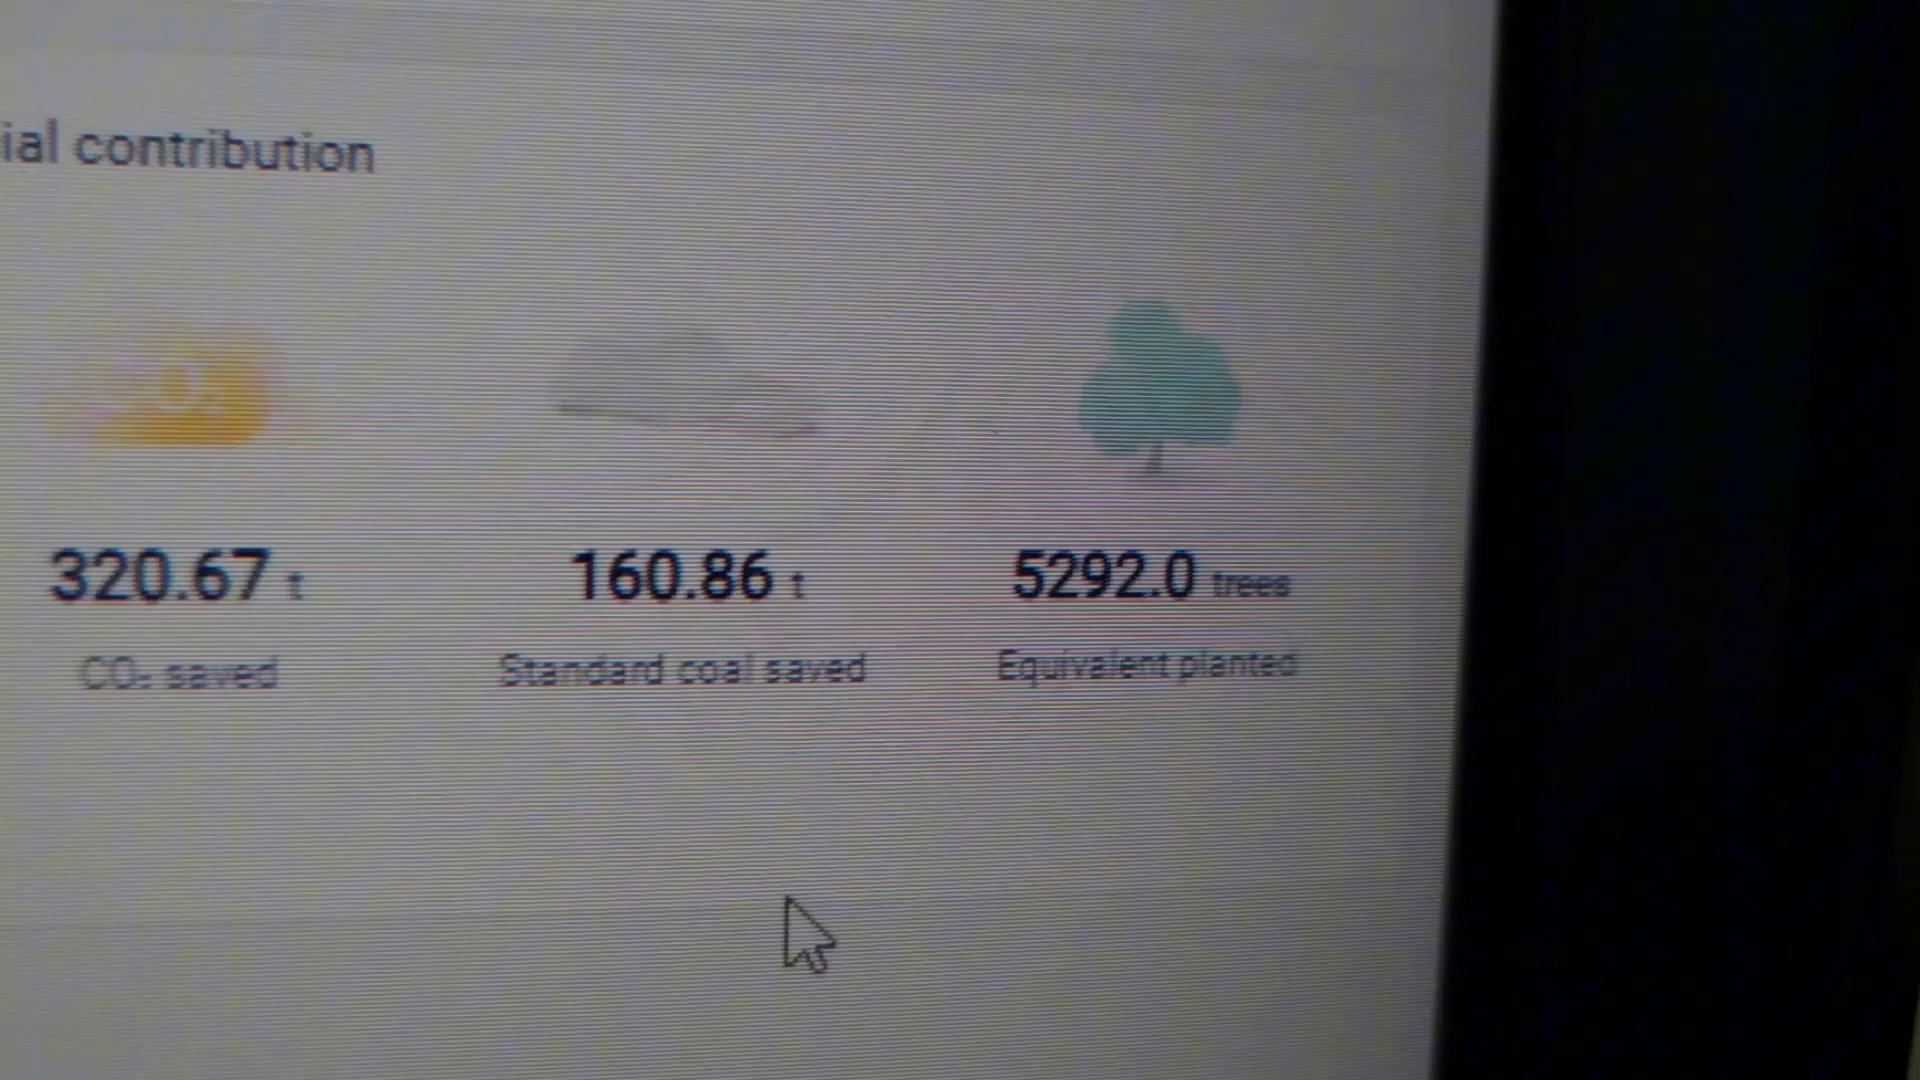 ial contribution
320.67 t
160.86 t
5292.0 trees
CO₂ saved
Standard coal saved
Equivalent planted